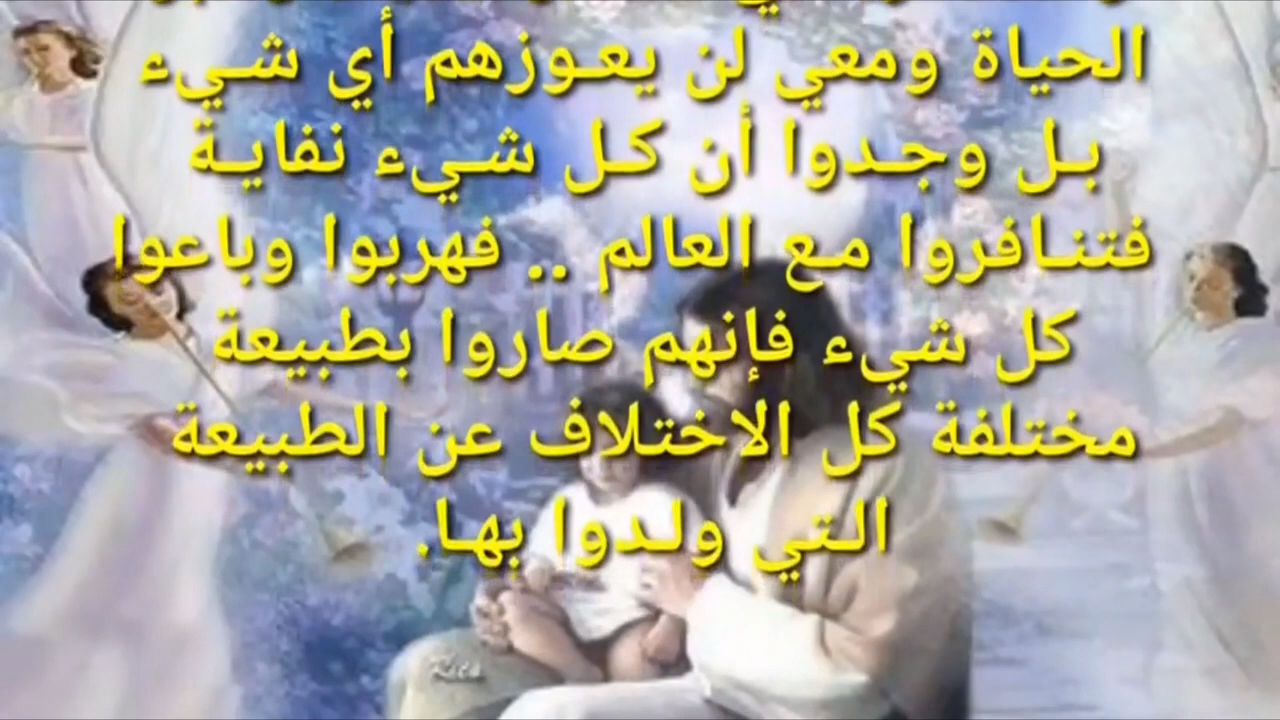 الحياة ومعي لن يعوزهم أي شيء
بل وجدوا أن كل شيء نفاية
فتنافروا مع العالم .. فهربوا وباعوا
كل شيء فإنهم صاروا بطبيعة
مختلفة كل الاختلاف عن الطبيعة
التي ولدوا بها.